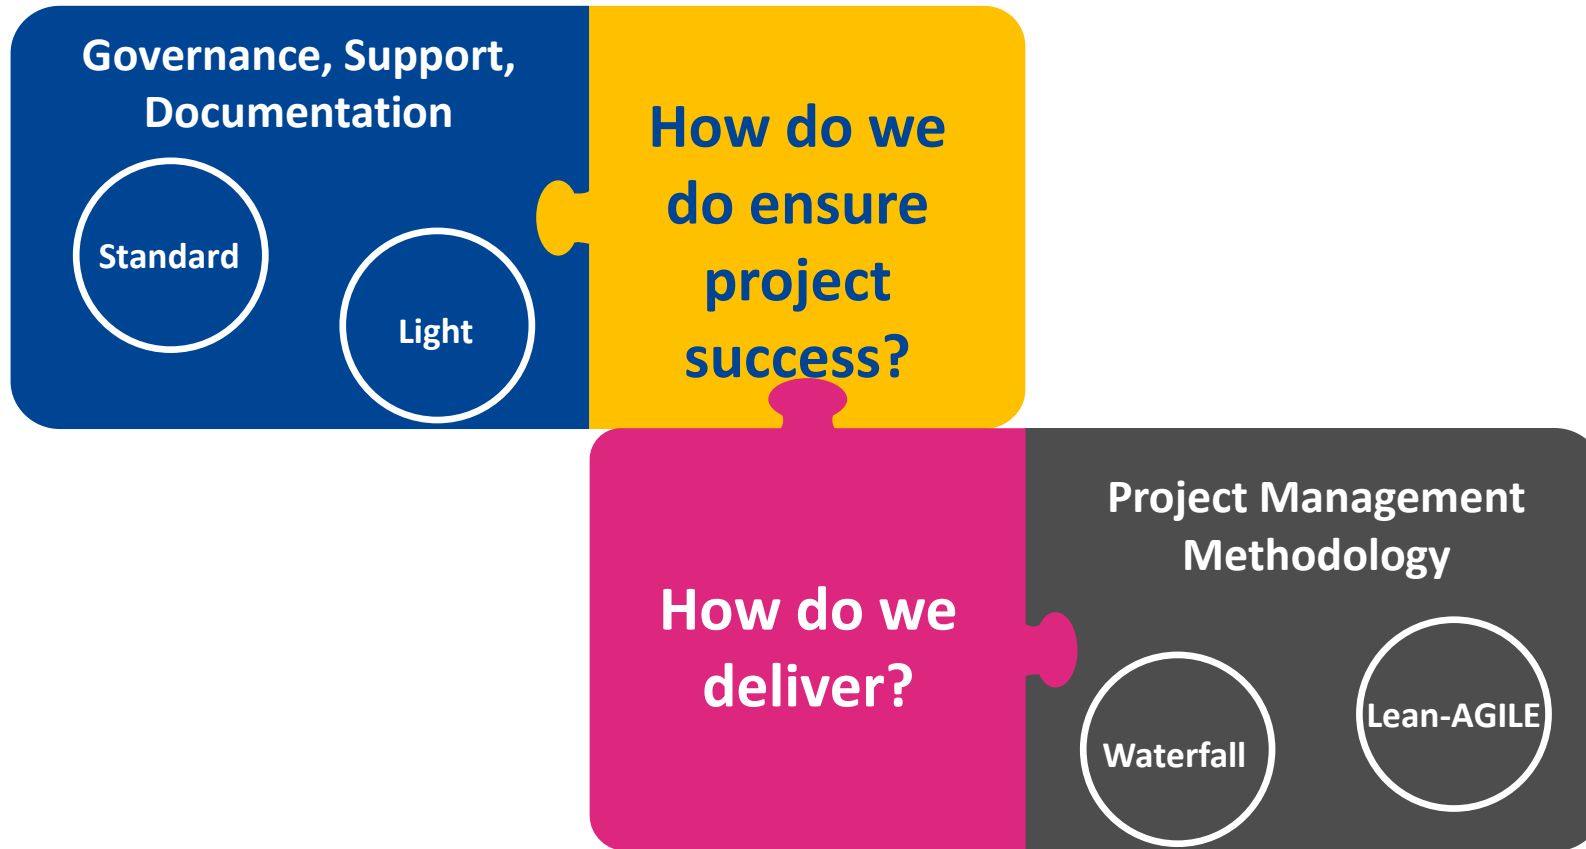 Governance, Support,
Documentation
Standard
Light
How do we
do ensure
project
success?
How do we
deliver?
Project Management
Methodology
Waterfall
Lean-AGILE